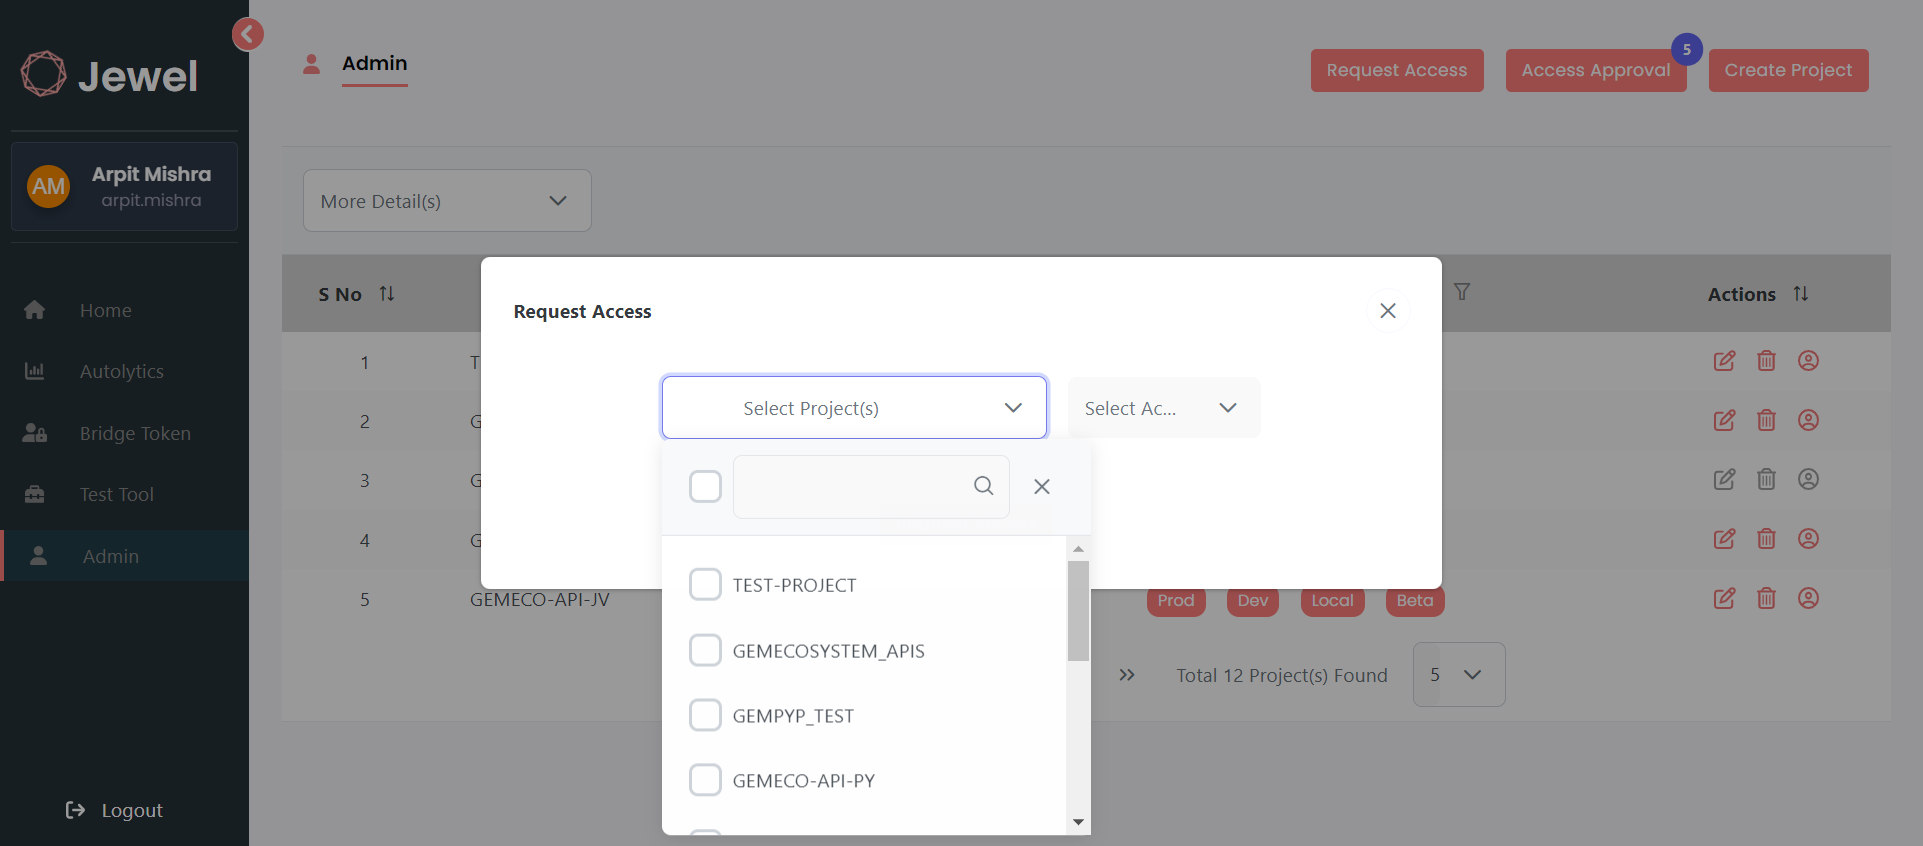 Jewel
AM
Arpit Mishra
arpit.mishra
Home
Autolytics
Bridge Token
Test Tool
Admin
Logout
Admin
Request Access
Access Approval
5
Create Project
More Detail(s)
S No
Actions
1
T
2
G
3
G
4
G
5
GEMECO-API-JV
Prod
Dev
Local
Beta
Total 12 Project(s) Found
5
Request Access
Select Project(s)
Select Ac...
TEST-PROJECT
GEMECOSYSTEM_APIS
GEMPYP_TEST
GEMECO-API-PY